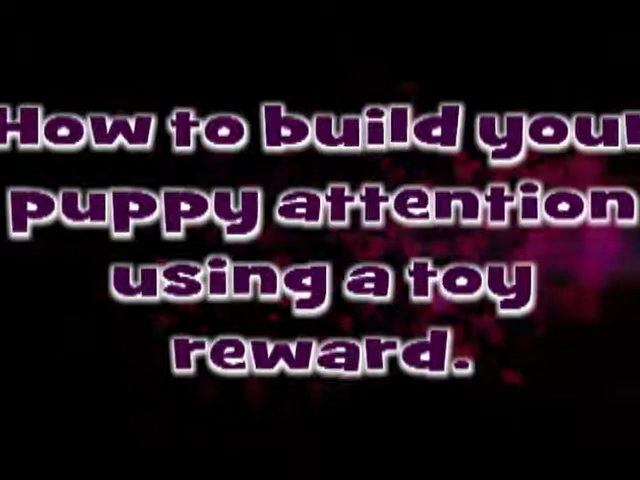 How to build your
puppy attention
using a toy
reward.